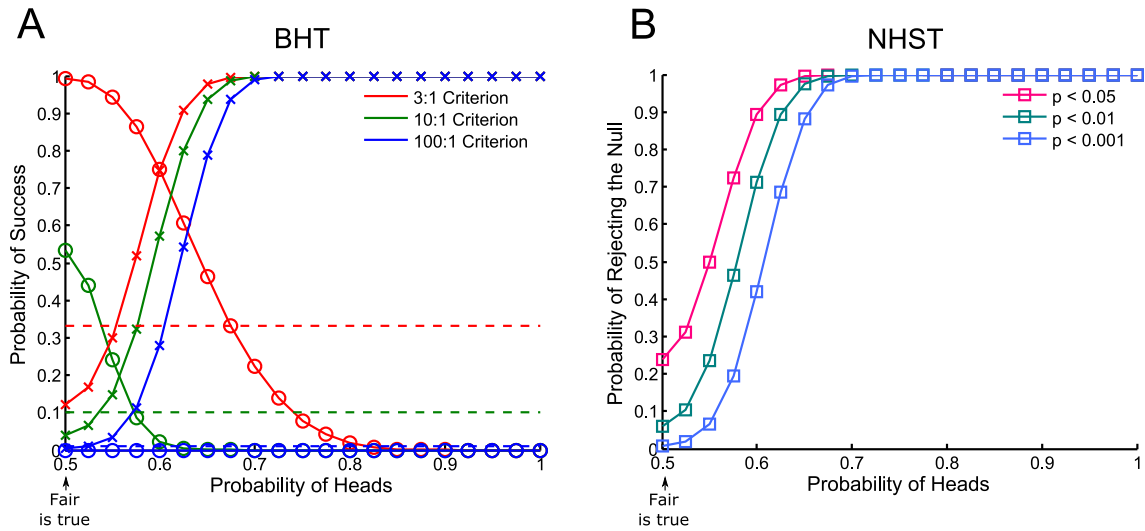 A
BHT
Probability of Success
1
0.9
0.8
0.7
0.6
0.5
0.4
0.3
0.2
0.1
0
3:1 Criterion
10:1 Criterion
100:1 Criterion
0.5
0.6
0.7
0.8
0.9
1
Probability of Heads
Fair
is true
B
NHST
Probability of Rejecting the Null
1
0.9
0.8
0.7
0.6
0.5
0.4
0.3
0.2
0.1
0
p < 0.05
p < 0.01
p < 0.001
0.5
0.6
0.7
0.8
0.9
1
Probability of Heads
Fair
is true